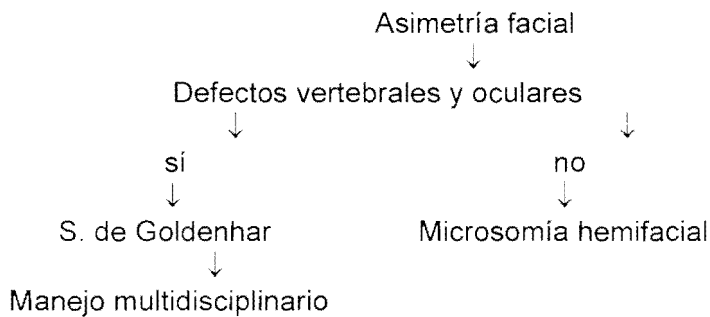 Asimetría facial
↓
Defectos vertebrales y oculares
↓ ↓
sí no
↓ ↓
S. de Goldenhar Microsomía hemifacial
↓
Manejo multidisciplinario